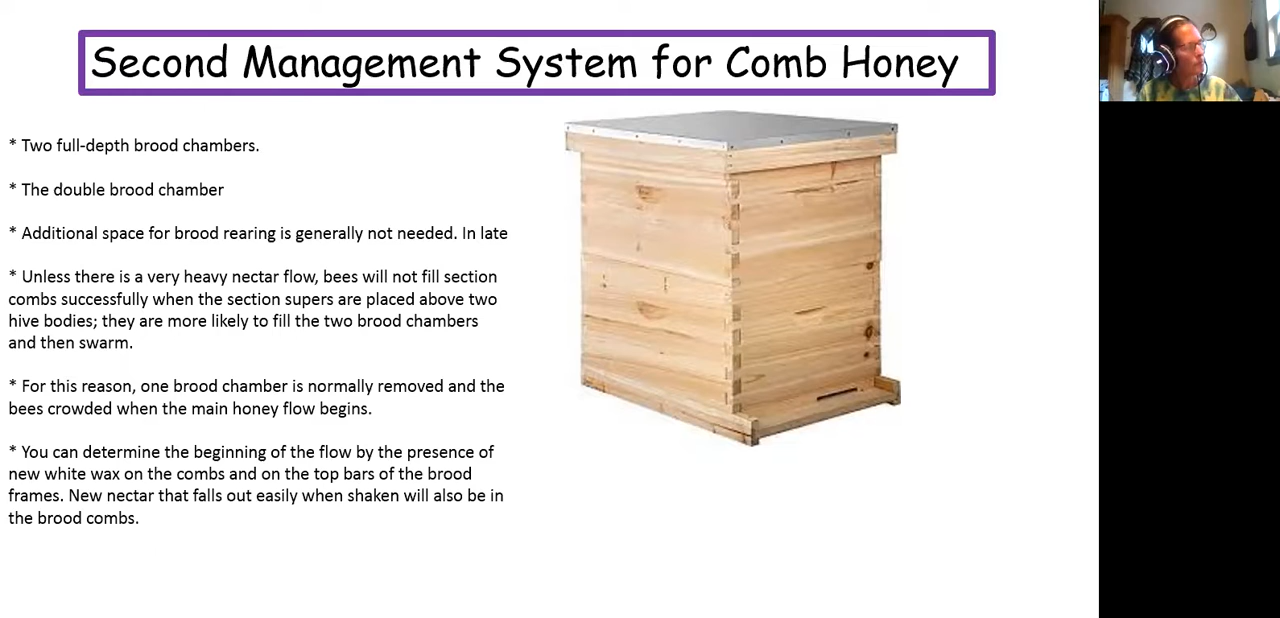 Second Management System for Comb Honey
* Two full-depth brood chambers.
* The double brood chamber
* Additional space for brood rearing is generally not needed. In late
* Unless there is a very heavy nectar flow, bees will not fill section
combs successfully when the section supers are placed above two
hive bodies; they are more likely to fill the two brood chambers
and then swarm.
* For this reason, one brood chamber is normally removed and the
bees crowded when the main honey flow begins.
* You can determine the beginning of the flow by the presence of
new white wax on the combs and on the top bars of the brood
frames. New nectar that falls out easily when shaken will also be in
the brood combs.